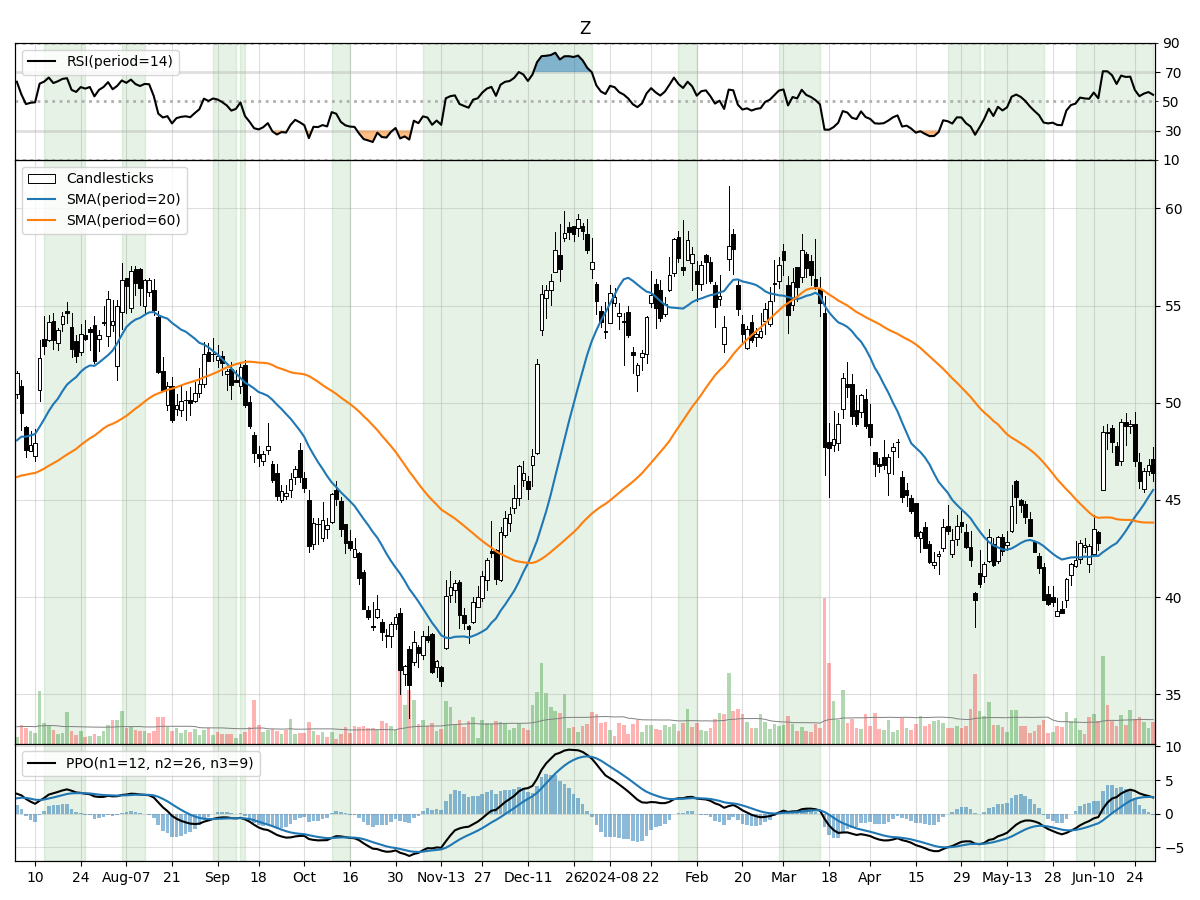 Z
90
RSI(period=14)
70
50
30
10
Candlesticks
SMA(period=20)
SMA(period=60)
60
55
50
45
40
35
10
PPO(n1=12, n2=26, n3=9)
5
0
−5
10 24 Aug-07 21 Sep 18 Oct 16 30 Nov-13 27 Dec-11 26 2024-08 22 Feb 20 Mar 18 Apr 15 29 May-13 28 Jun-10 24